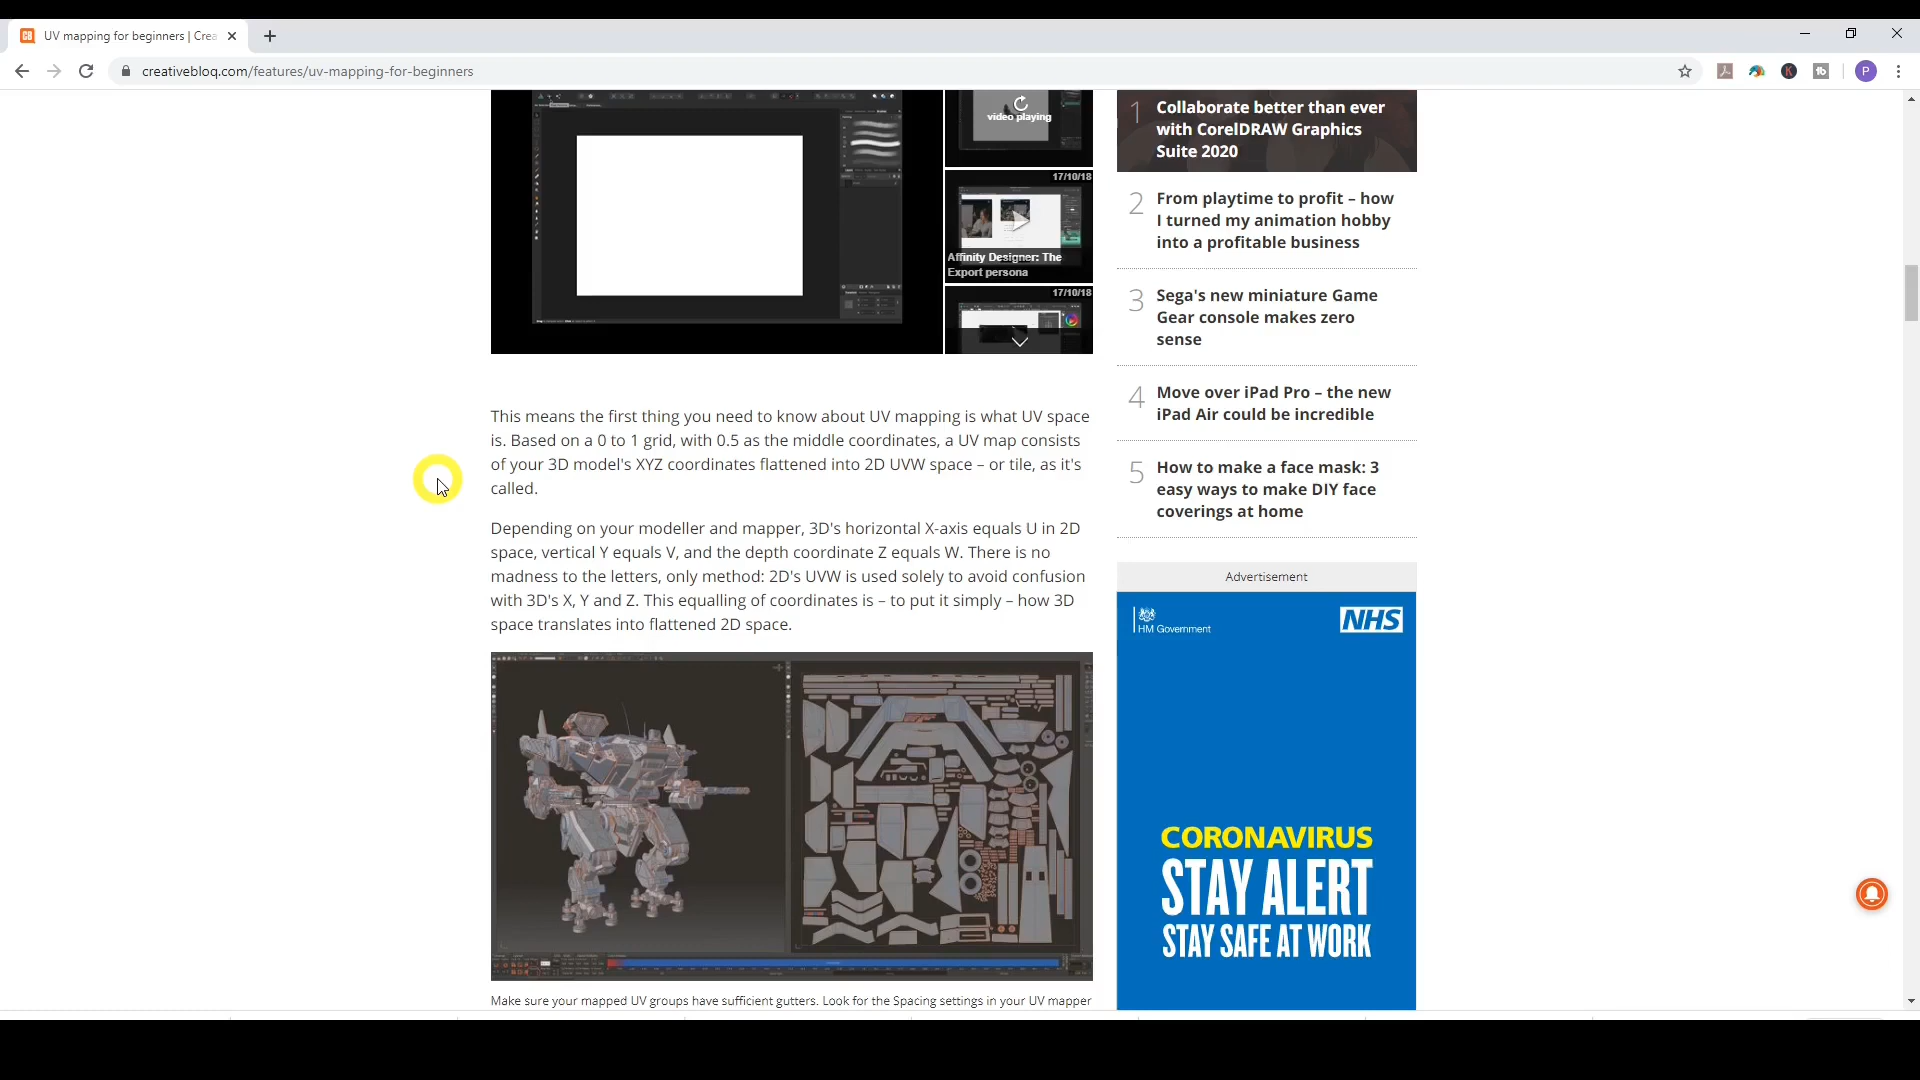 UV mapping for beginners | Crea
creativebloq.com/features/uv-mapping-for-beginners
P
video playing
17/10/18
Affinity Designer: The
Export persona
17/10/18
This means the first thing you need to know about UV mapping is what UV space
is. Based on a 0 to 1 grid, with 0.5 as the middle coordinates, a UV map consists
of your 3D model's XYZ coordinates flattened into 2D UVW space – or tile, as it's
called.
Depending on your modeller and mapper, 3D's horizontal X-axis equals U in 2D
space, vertical Y equals V, and the depth coordinate Z equals W. There is no
madness to the letters, only method: 2D's UVW is used solely to avoid confusion
with 3D's X, Y and Z. This equalling of coordinates is – to put it simply – how 3D
space translates into flattened 2D space.
Make sure your mapped UV groups have sufficient gutters. Look for the Spacing settings in your UV mapper
1 Collaborate better than ever
with CorelDRAW Graphics
Suite 2020
2 From playtime to profit – how
I turned my animation hobby
into a profitable business
3 Sega's new miniature Game
Gear console makes zero
sense
4 Move over iPad Pro – the new
iPad Air could be incredible
5 How to make a face mask: 3
easy ways to make DIY face
coverings at home
Advertisement
HM Government
NHS
CORONAVIRUS
STAY ALERT
STAY SAFE AT WORK